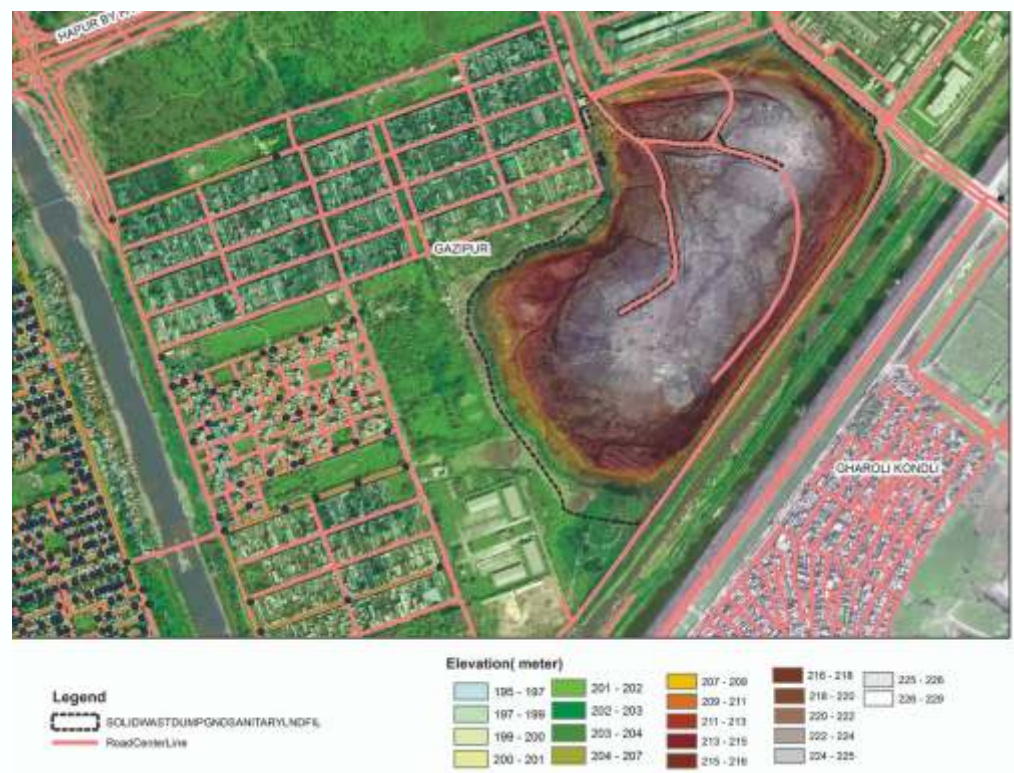 HAPUR BY P
GAZIPUR
GHAROLI KONDLI
Elevation( meter)
Legend
SOLIDWASTDUMPGNDSANITARYLNDFIL
RoadCenterLine
195 - 197
197 - 199
199 - 200
200 - 201
201 - 202
202 - 203
203 - 204
204 - 207
207 - 209
209 - 211
211 - 213
213 - 215
215 - 216
216 - 218
218 - 220
220 - 222
222 - 224
224 - 225
225 - 226
226 - 229